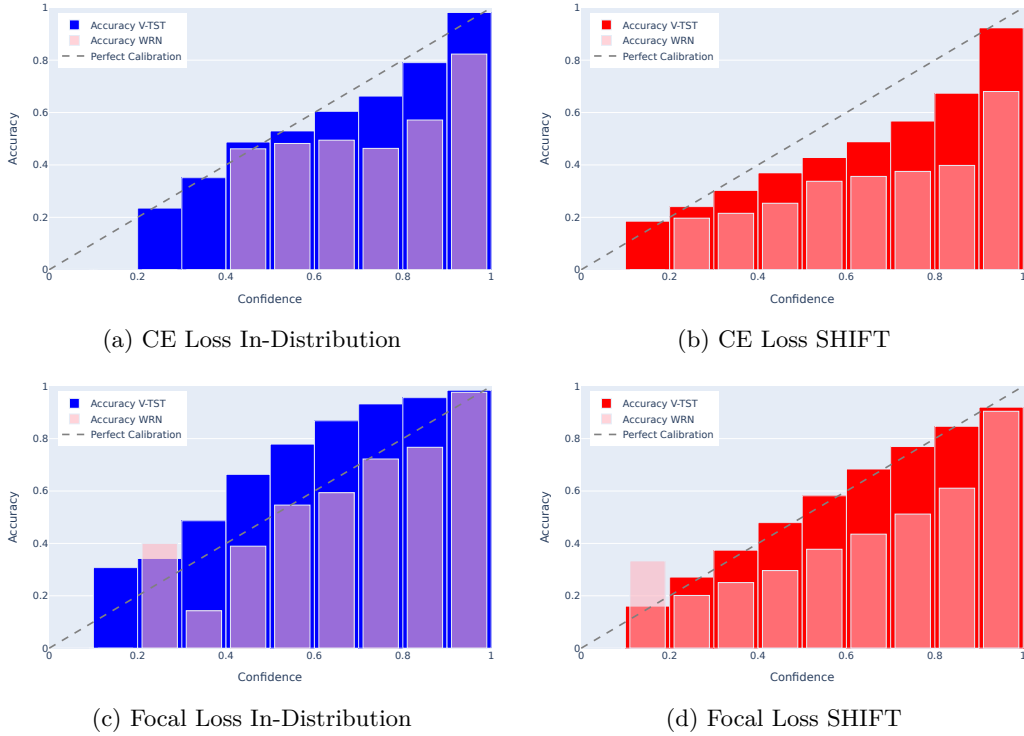 1
Accuracy V-TST
Accuracy WRN
Perfect Calibration
0.8
0.6
0.4
0.2
0
Accuracy
0
0.2
0.4
0.6
0.8
1
Confidence
(a) CE Loss In-Distribution
1
Accuracy V-TST
Accuracy WRN
Perfect Calibration
0.8
0.6
0.4
0.2
0
Accuracy
0
0.2
0.4
0.6
0.8
1
Confidence
(b) CE Loss SHIFT
1
Accuracy V-TST
Accuracy WRN
Perfect Calibration
0.8
0.6
0.4
0.2
0
Accuracy
0
0.2
0.4
0.6
0.8
1
Confidence
(c) Focal Loss In-Distribution
1
Accuracy V-TST
Accuracy WRN
Perfect Calibration
0.8
0.6
0.4
0.2
0
Accuracy
0
0.2
0.4
0.6
0.8
1
Confidence
(d) Focal Loss SHIFT